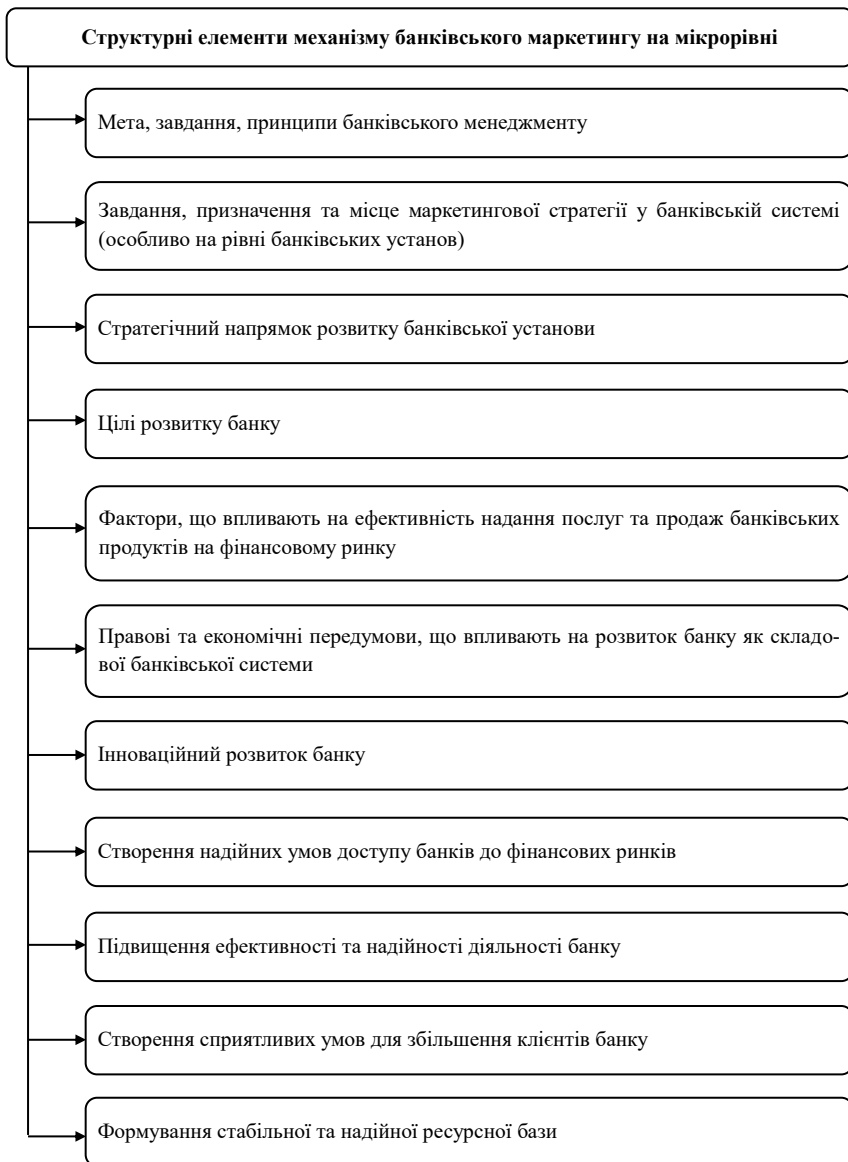 Структурні елементи механізму банківського маркетингу на мікрорівні
Мета, завдання, принципи банківського менеджменту
Завдання, призначення та місце маркетингової стратегії у банківській системі
(особливо на рівні банківських установ)
Стратегічний напрямок розвитку банківської установи
Цілі розвитку банку
Фактори, що впливають на ефективність надання послуг та продаж банківських
продуктів на фінансовому ринку
Правові та економічні передумови, що впливають на розвиток банку як складо-
вої банківської системи
Інноваційний розвиток банку
Створення надійних умов доступу банків до фінансових ринків
Підвищення ефективності та надійності діяльності банку
Створення сприятливих умов для збільшення клієнтів банку
Формування стабільної та надійної ресурсної бази